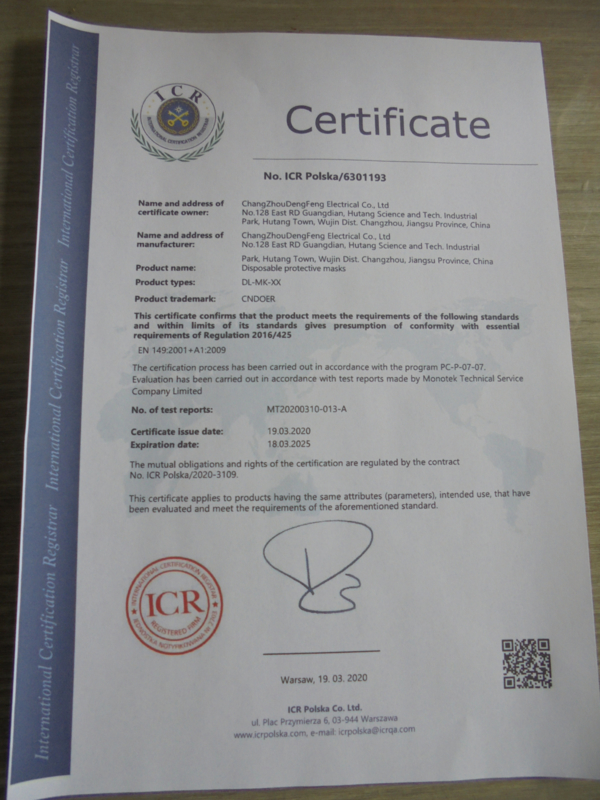 International Certification Registrar International Certification Registrar International Certification Registrar
ICR
INTERNATIONAL CERTIFICATION REGISTRAR
Certificate
No. ICR Polska/6301193
Name and address of certificate owner:
ChangZhouDengFeng Electrical Co., Ltd
No.128 East RD Guangdian, Hutang Science and Tech. Industrial
Park, Hutang Town, Wujin Dist. Changzhou, Jiangsu Province, China
Name and address of manufacturer:
ChangZhouDengFeng Electrical Co., Ltd
No.128 East RD Guangdian, Hutang Science and Tech. Industrial
Park, Hutang Town, Wujin Dist. Changzhou, Jiangsu Province, China
Product name: Disposable protective masks
Product types: DL-MK-XX
Product trademark: CNDOER
This certificate confirms that the product meets the requirements of the following standards
and within limits of its standards gives presumption of conformity with essential
requirements of Regulation 2016/425
EN 149:2001+A1:2009
The certification process has been carried out in accordance with the program PC-P-07-07.
Evaluation has been carried out in accordance with test reports made by Monotek Technical Service
Company Limited
No. of test reports: MT20200310-013-A
Certificate issue date: 19.03.2020
Expiration date: 18.03.2025
The mutual obligations and rights of the certification are regulated by the contract
No. ICR Polska/2020-3109.
This certificate applies to products having the same attributes (parameters), intended use, that have
been evaluated and meet the requirements of the aforementioned standard.
INTERNATIONAL CERTIFICATION REGISTRAR
ICR
REGISTERED FIRM
JEDNOSTKA NOTYFIKOWANA NR 2703
Warsaw, 19. 03. 2020
ICR Polska Co. Ltd.
ul. Plac Przymierza 6, 03-944 Warszawa
www.icrpolska.com, e-mail: icrpolska@icrqa.com